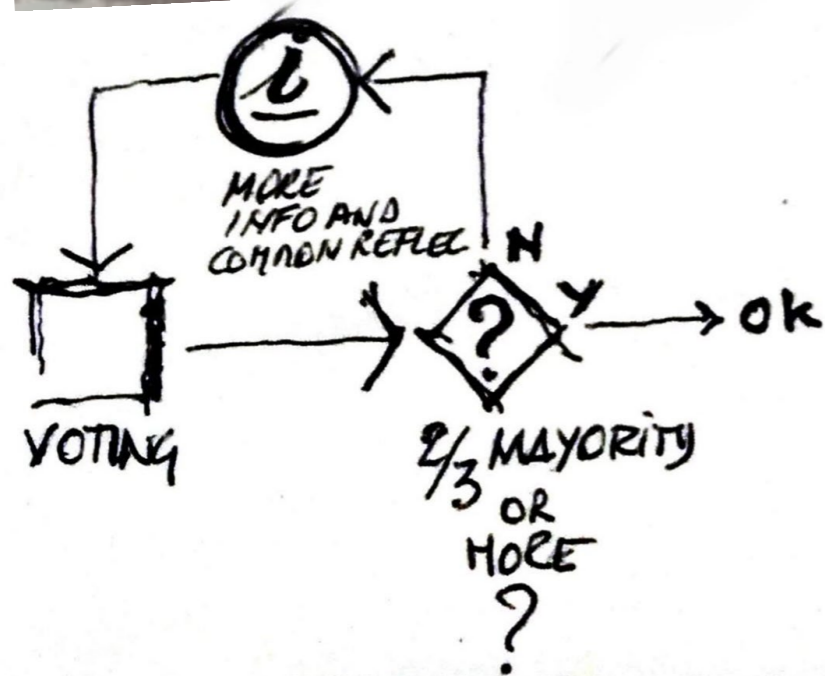 i
MORE
INFO AND
COMMON REFLEC
N
?
Y
OK
VOTING
2/3 MAYORITY
OR
MORE
?